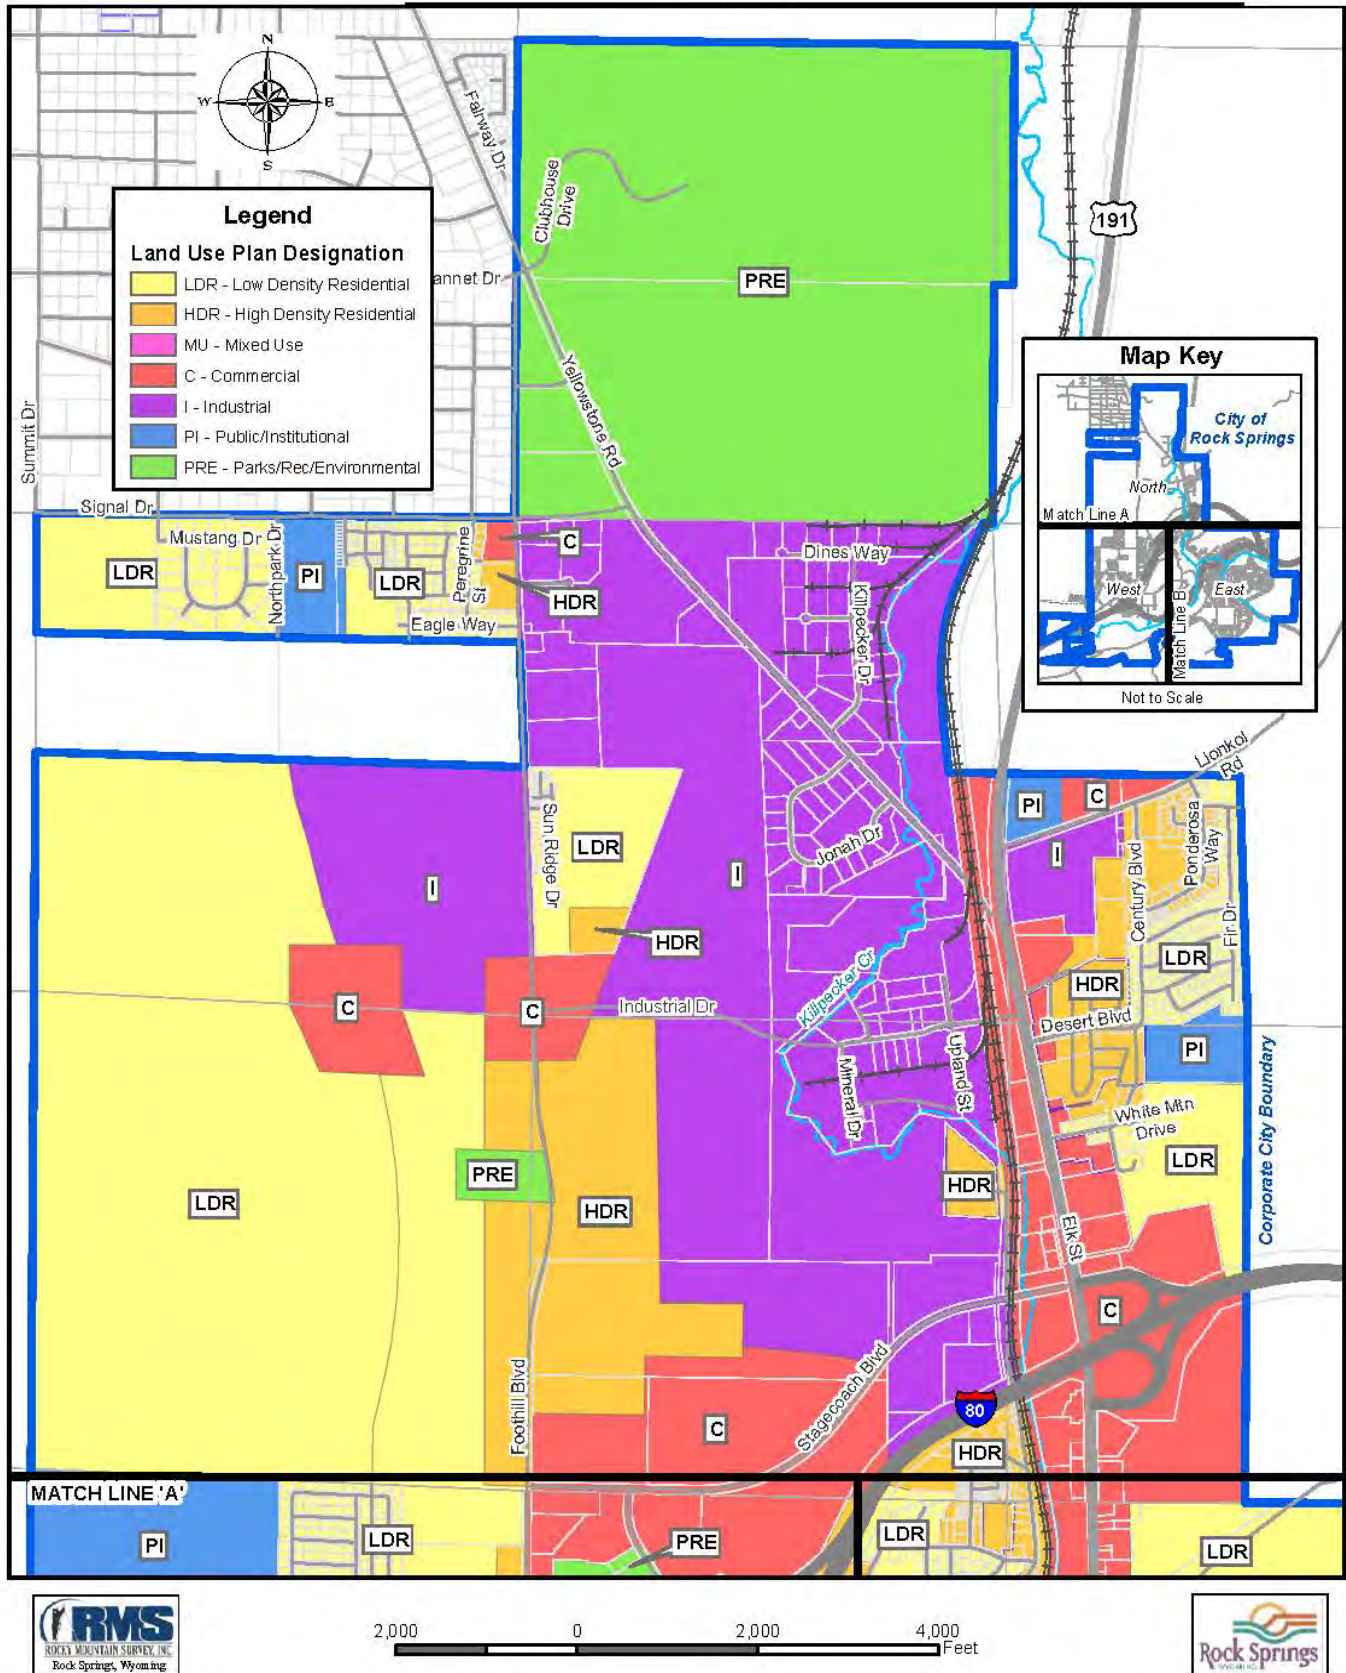 N
W
E
S
Fairway Dr
Clubhouse
Drive
191
Legend
Land Use Plan Designation
LDR - Low Density Residential
HDR - High Density Residential
MU - Mixed Use
C - Commercial
I - Industrial
PI - Public/Institutional
PRE - Parks/Rec/Environmental
annet Dr
PRE
Map Key
City of
Rock Springs
North
Match Line A
West
East
Match Line B
Not to Scale
Summit Dr
Yellowstone Rd
Signal Dr
Mustang Dr
Northpark Dr
Peregrine
St
Eagle Way
LDR
PI
LDR
C
HDR
Dines Way
Killpecker Dr
Lionkol
Rd
PI
C
I
Ponderosa
Way
Century Blvd
Fir Dr
Sun Ridge Dr
LDR
Jonah Dr
I
I
HDR
LDR
HDR
Killpecker Cr
C
C
Industrial Dr
Desert Blvd
PI
Upland St
Mineral Dr
White Mtn
Drive
Corporate City Boundary
LDR
PRE
LDR
HDR
HDR
Elk St
C
Stagecoach Blvd
Foothill Blvd
C
80
HDR
MATCH LINE 'A'
PI
LDR
PRE
LDR
LDR
RMS
ROCKY MOUNTAIN SURVEY, INC
Rock Springs, Wyoming
2,000
0
2,000
4,000
Feet
Rock Springs
WYOMING